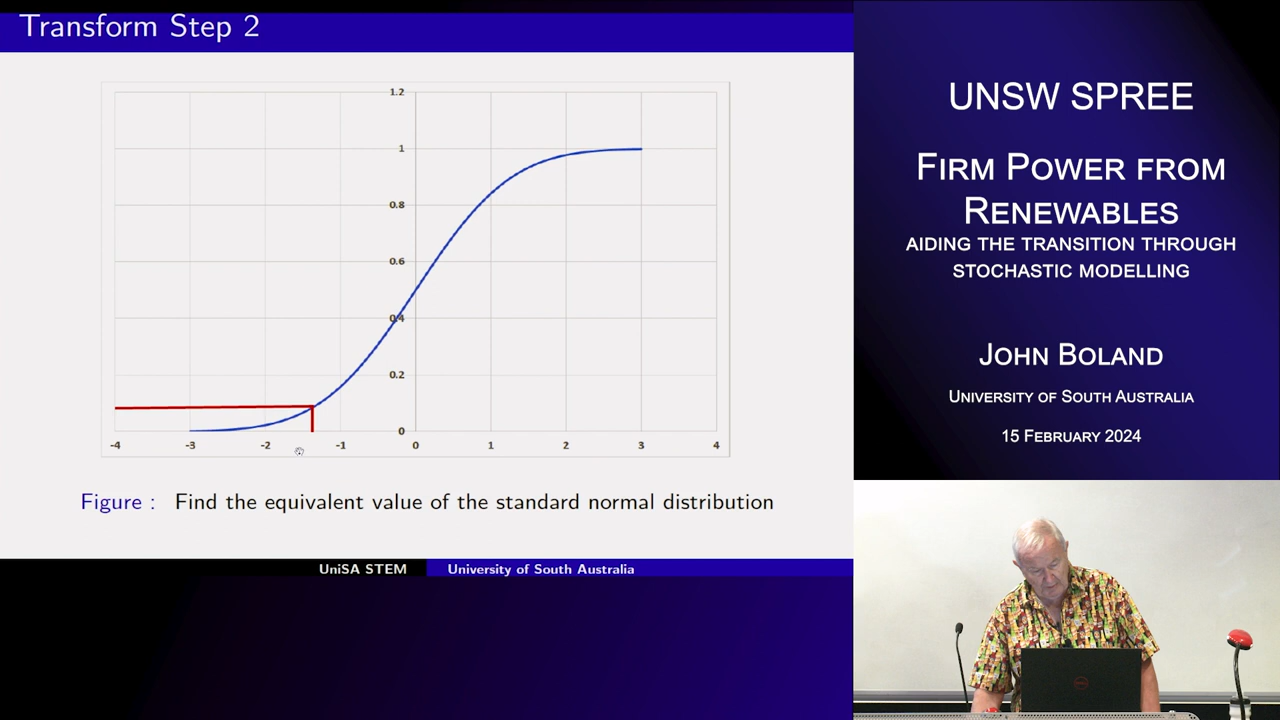 Transform Step 2
1.2
1
0.8
0.6
0.4
0.2
0
-4 -3 -2 -1 0 1 2 3 4
Figure : Find the equivalent value of the standard normal distribution
UniSA STEM University of South Australia
UNSW SPREE
FIRM POWER FROM
RENEWABLES
AIDING THE TRANSITION THROUGH
STOCHASTIC MODELLING
JOHN BOLAND
UNIVERSITY OF SOUTH AUSTRALIA
15 FEBRUARY 2024
DELL